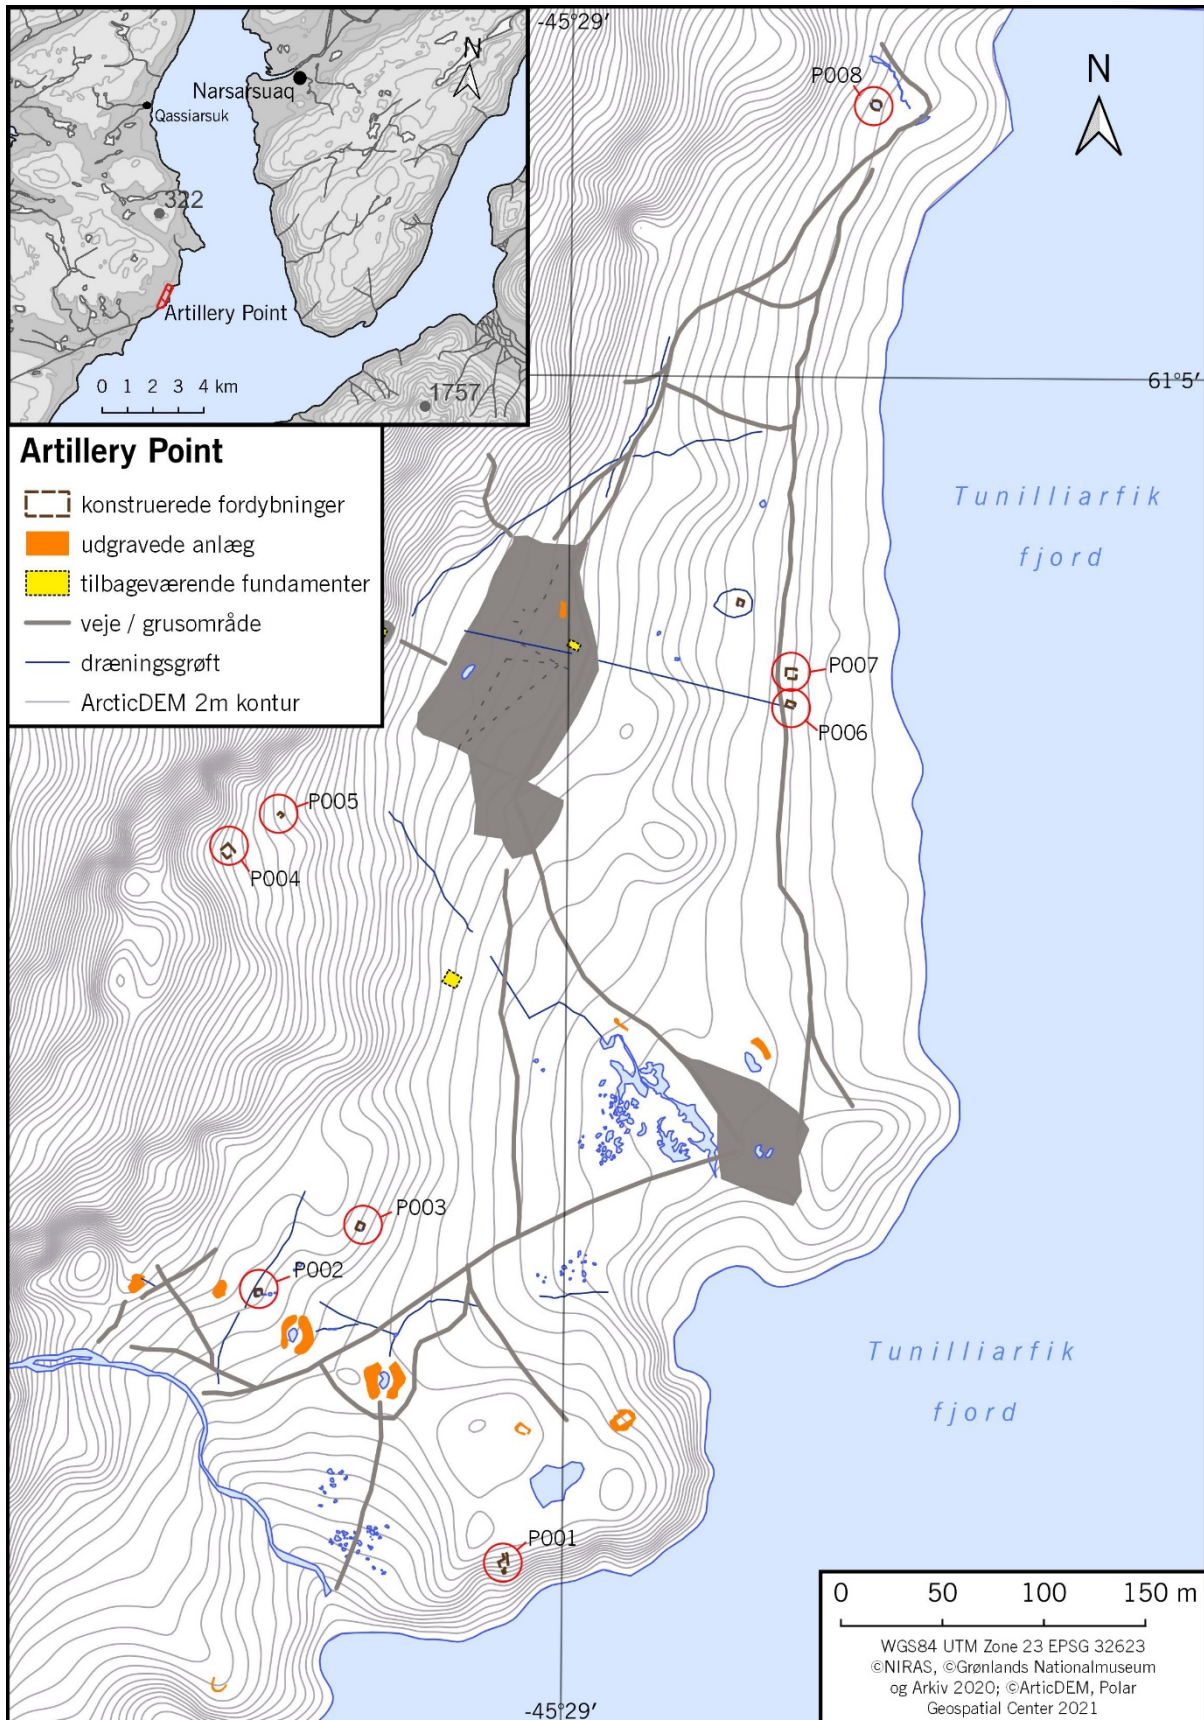 -45°29′
N
Narsarsuaq
Qassiarsuk
322
Artillery Point
0 1 2 3 4 km
1757
P008
N
61°5′
Artillery Point
konstruerede fordybninger
udgravede anlæg
tilbageværende fundamenter
veje / grusområde
dræningsgrøft
ArcticDEM 2m kontur
Tunilliarfik
fjord
P007
P006
P005
P004
P003
P002
Tunilliarfik
fjord
P001
0 50 100 150 m
WGS84 UTM Zone 23 EPSG 32623
©NIRAS, ©Grønlands Nationalmuseum
og Arkiv 2020; ©ArticDEM, Polar
Geospatial Center 2021
-45°29′